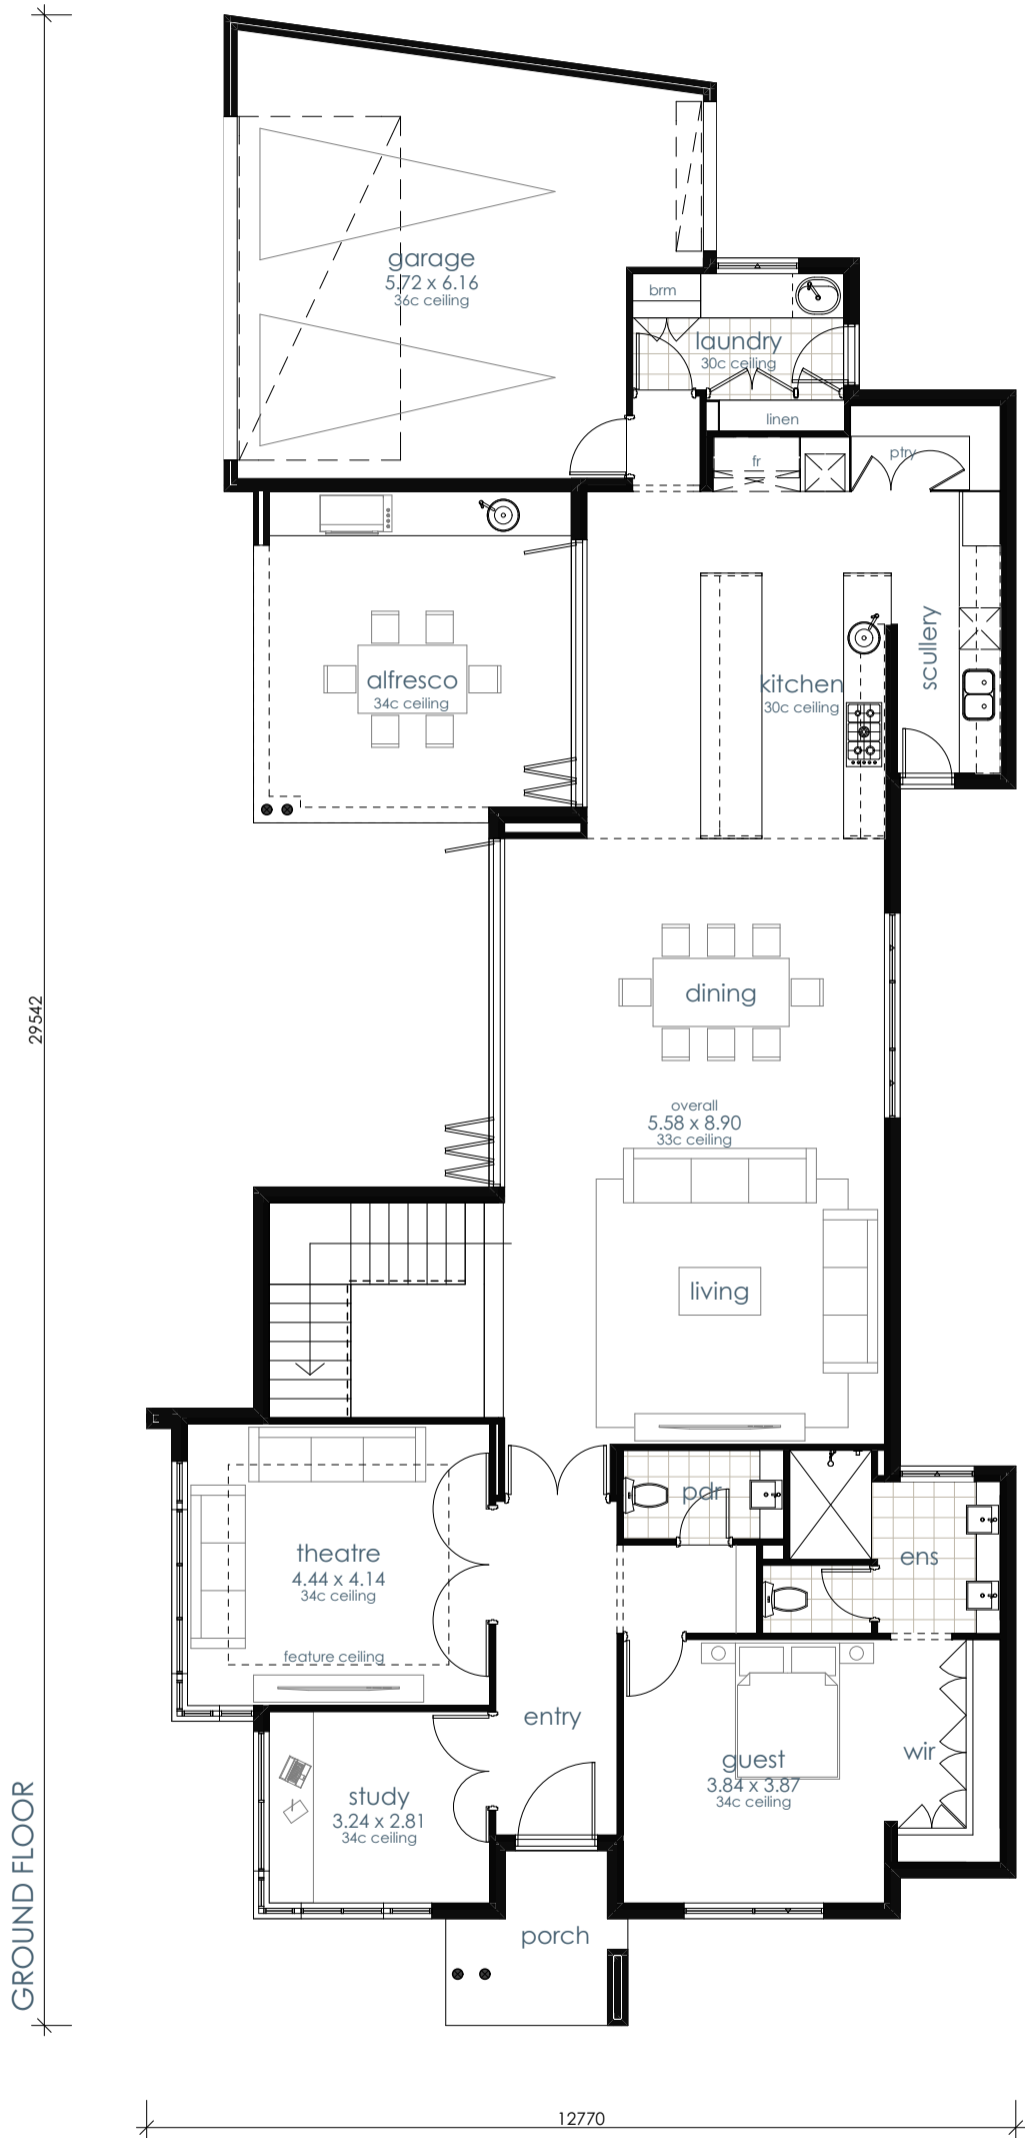 garage
5.72 x 6.16
36c ceiling
brm
laundry
30c ceiling
linen
fr
ptry
scullery
alfresco
34c ceiling
kitchen
30c ceiling
29542
dining
overall
5.58 x 8.90
33c ceiling
living
pdr
ens
theatre
4.44 x 4.14
34c ceiling
feature ceiling
entry
guest
3.84 x 3.87
34c ceiling
wir
study
3.24 x 2.81
34c ceiling
porch
GROUND FLOOR
12770